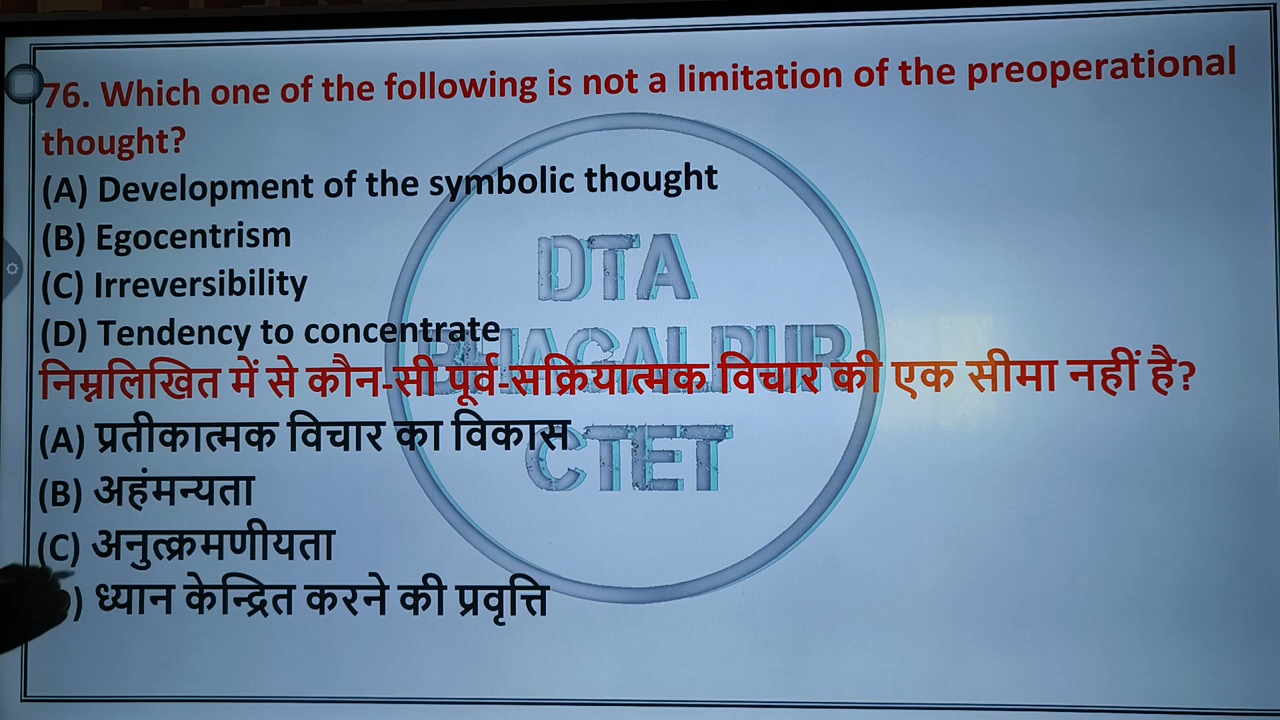 76. Which one of the following is not a limitation of the preoperational
thought?
(A) Development of the symbolic thought
(B) Egocentrism
(C) Irreversibility
(D) Tendency to concentrate
निम्नलिखित में से कौन-सी पूर्व-सक्रियात्मक विचार की एक सीमा नहीं है?
(A) प्रतीकात्मक विचार का विकास
(B) अहंमन्यता
(C) अनुत्क्रमणीयता
) ध्यान केन्द्रित करने की प्रवृत्ति
DTA
BHAGALPUR
CTET